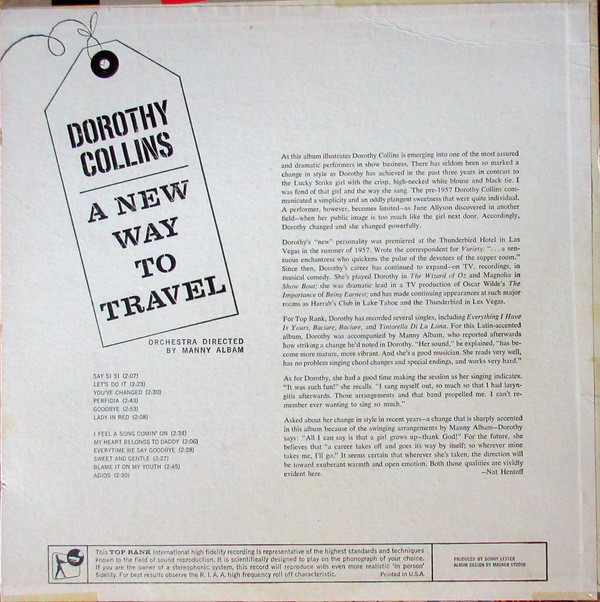 DOROTHY
COLLINS
A NEW
WAY
TO
TRAVEL
ORCHESTRA DIRECTED
BY MANNY ALBAM
SAY SI SI (2:07)
LET'S DO IT (2:23)
YOU'VE CHANGED (2:30)
PERFIDIA (2:43)
GOODBYE (2:53)
LADY IN RED (2:08)
I FEEL A SONG COMIN' ON (2:34)
MY HEART BELONGS TO DADDY (2:06)
EVERYTIME WE SAY GOODBYE (2:28)
SWEET AND GENTLE (2:27)
BLAME IT ON MY YOUTH (2:45)
ADIOS (2:30)
As this album illustrates Dorothy Collins is emerging into one of the most assured
and dramatic performers in show business. There has seldom been so marked a
change in style as Dorothy has achieved in the past three years in contrast to
the Lucky Strike girl with the crisp, high-necked white blouse and black tie. I
was fond of that girl and the way she sang. The pre-1957 Dorothy Collins com-
municated a simplicity and an oddly plangent sweetness that were quite individual.
A performer, however, becomes limited—as June Allyson discovered in another
field—when her public image is too much like the girl next door. Accordingly,
Dorothy changed and she changed powerfully.
Dorothy's "new" personality was premiered at the Thunderbird Hotel in Las
Vegas in the summer of 1957. Wrote the correspondent for Variety: ". . . a sen-
suous enchantress who quickens the pulse of the devotees of the supper room."
Since then, Dorothy's career has continued to expand—on TV, recordings, in
musical comedy. She's played Dorothy in The Wizard of Oz and Magnolia in
Show Boat; she was dramatic lead in a TV production of Oscar Wilde's The
Importance of Being Earnest; and has made continuing appearances at such major
rooms as Harrah's Club in Lake Tahoe and the Thunderbird in Les Vegas.
For Top Rank, Dorothy has recorded several singles, including Everything I Have
Is Yours, Baciare, Baciare, and Tintarella Di La Luna. For this Latin-accented
album, Dorothy was accompanied by Manny Albam, who reported afterwards
how striking a change he'd noted in Dorothy. "Her sound," he explained, "has be-
come more mature, more vibrant. And she's a good musician. She reads very well,
has no problem singing chord changes and special endings, and works very hard."
As for Dorothy, she had a good time making the session as her singing indicates.
"It was such fun!" she recalls. "I sang myself out, so much so that I had laryn-
gitis afterwards. Those arrangements and that band propelled me. I can't re-
member ever wanting to sing so much."
Asked about her change in style in recent years—a change that is sharply accented
in this album because of the swinging arrangements by Manny Albam—Dorothy
says: "All I can say is that a girl grows up—thank God!" For the future, she
believes that "a career takes off and goes its way by itself; so wherever mine
takes me, I'll go." It seems certain that wherever she's taken, the direction will
be toward exuberant warmth and open emotion. Both those qualities are vividly
evident here.
—Nat Hentoff
This TOP RANK International high fidelity recording is representative of the highest standards and techniques
known to the field of sound reproduction. It is scientifically designed to play on the phonograph of your choice.
If you are the owner of a stereophonic system, this record will reproduce with even more realistic 'in person'
fidelity. For best results observe the R. I. A. A. high frequency roll off characteristic.
Printed in U.S.A.
PRODUCED BY SONNY LESTER
ALBUM DESIGN BY MAGNER STUDIO